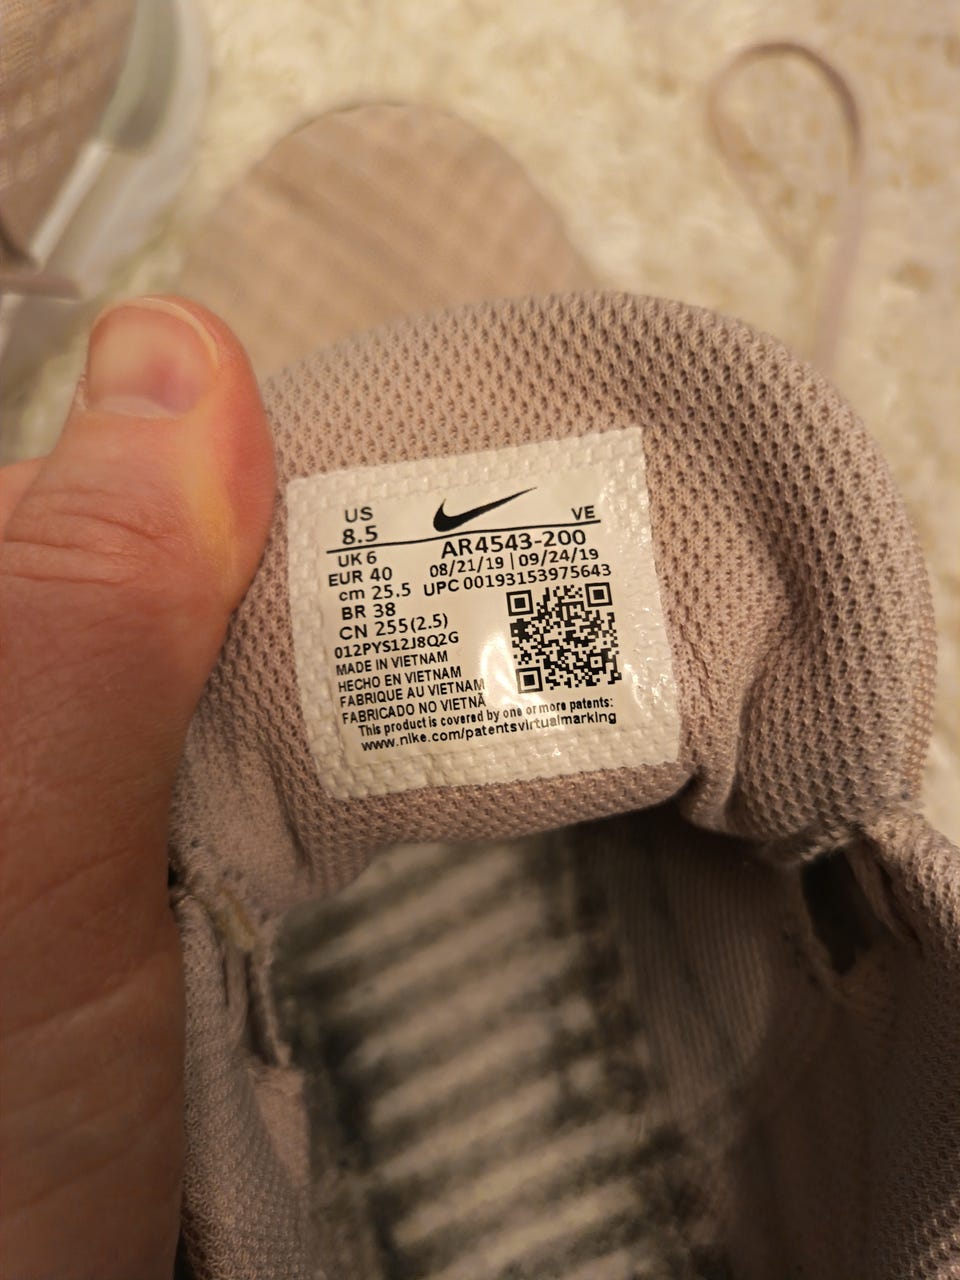 US
8.5
VE
UK 6
AR4543-200
EUR 40
08/21/19 | 09/24/19
cm 25.5
UPC 00193153975643
BR 38
CN 255(2.5)
012PYS12J8Q2G
MADE IN VIETNAM
HECHO EN VIETNAM
FABRIQUE AU VIETNAM
FABRICADO NO VIETNÃ
This product is covered by one or more patents:
www.nike.com/patentsvirtualmarking